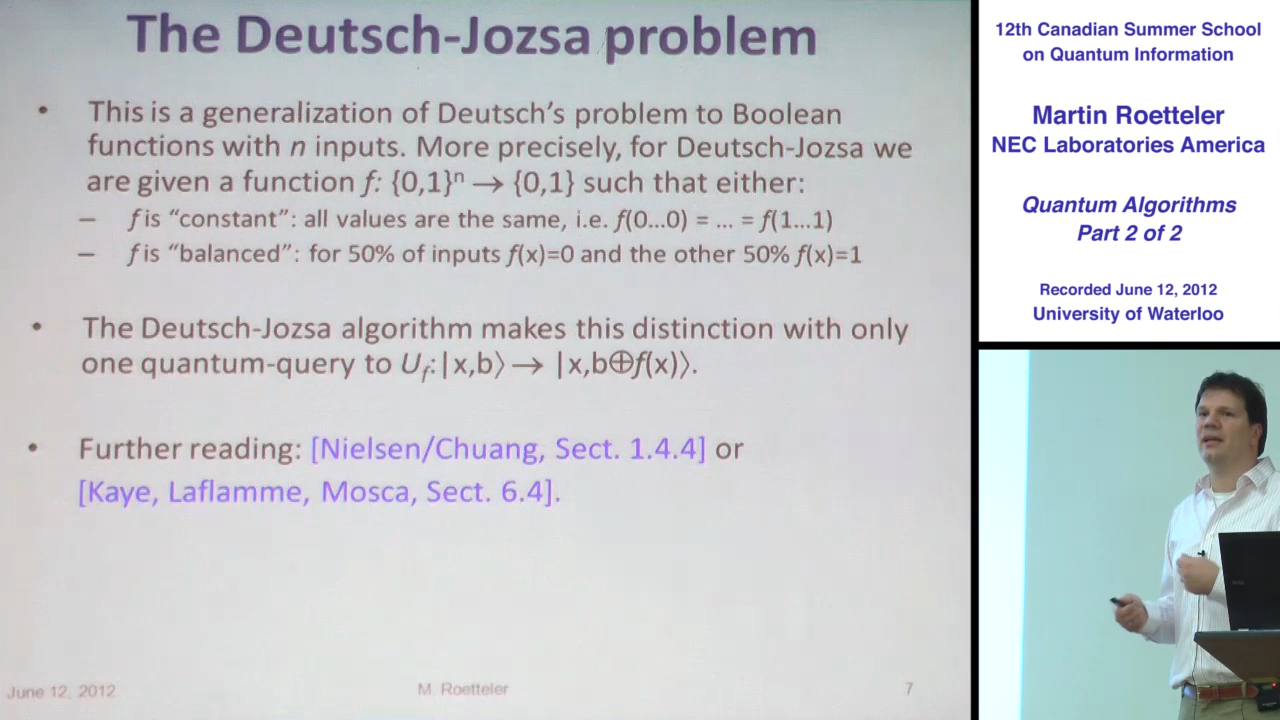 The Deutsch-Jozsa problem
• This is a generalization of Deutsch's problem to Boolean
functions with n inputs. More precisely, for Deutsch-Jozsa we
are given a function f: {0,1}ⁿ → {0,1} such that either:
– f is "constant": all values are the same, i.e. f(0...0) = ... = f(1...1)
– f is "balanced": for 50% of inputs f(x)=0 and the other 50% f(x)=1
• The Deutsch-Jozsa algorithm makes this distinction with only
one quantum-query to U_f:|x,b⟩ → |x,b⊕f(x)⟩.
• Further reading: [Nielsen/Chuang, Sect. 1.4.4] or
[Kaye, Laflamme, Mosca, Sect. 6.4].
June 12, 2012
M. Roetteler
7
12th Canadian Summer School
on Quantum Information
Martin Roetteler
NEC Laboratories America
Quantum Algorithms
Part 2 of 2
Recorded June 12, 2012
University of Waterloo